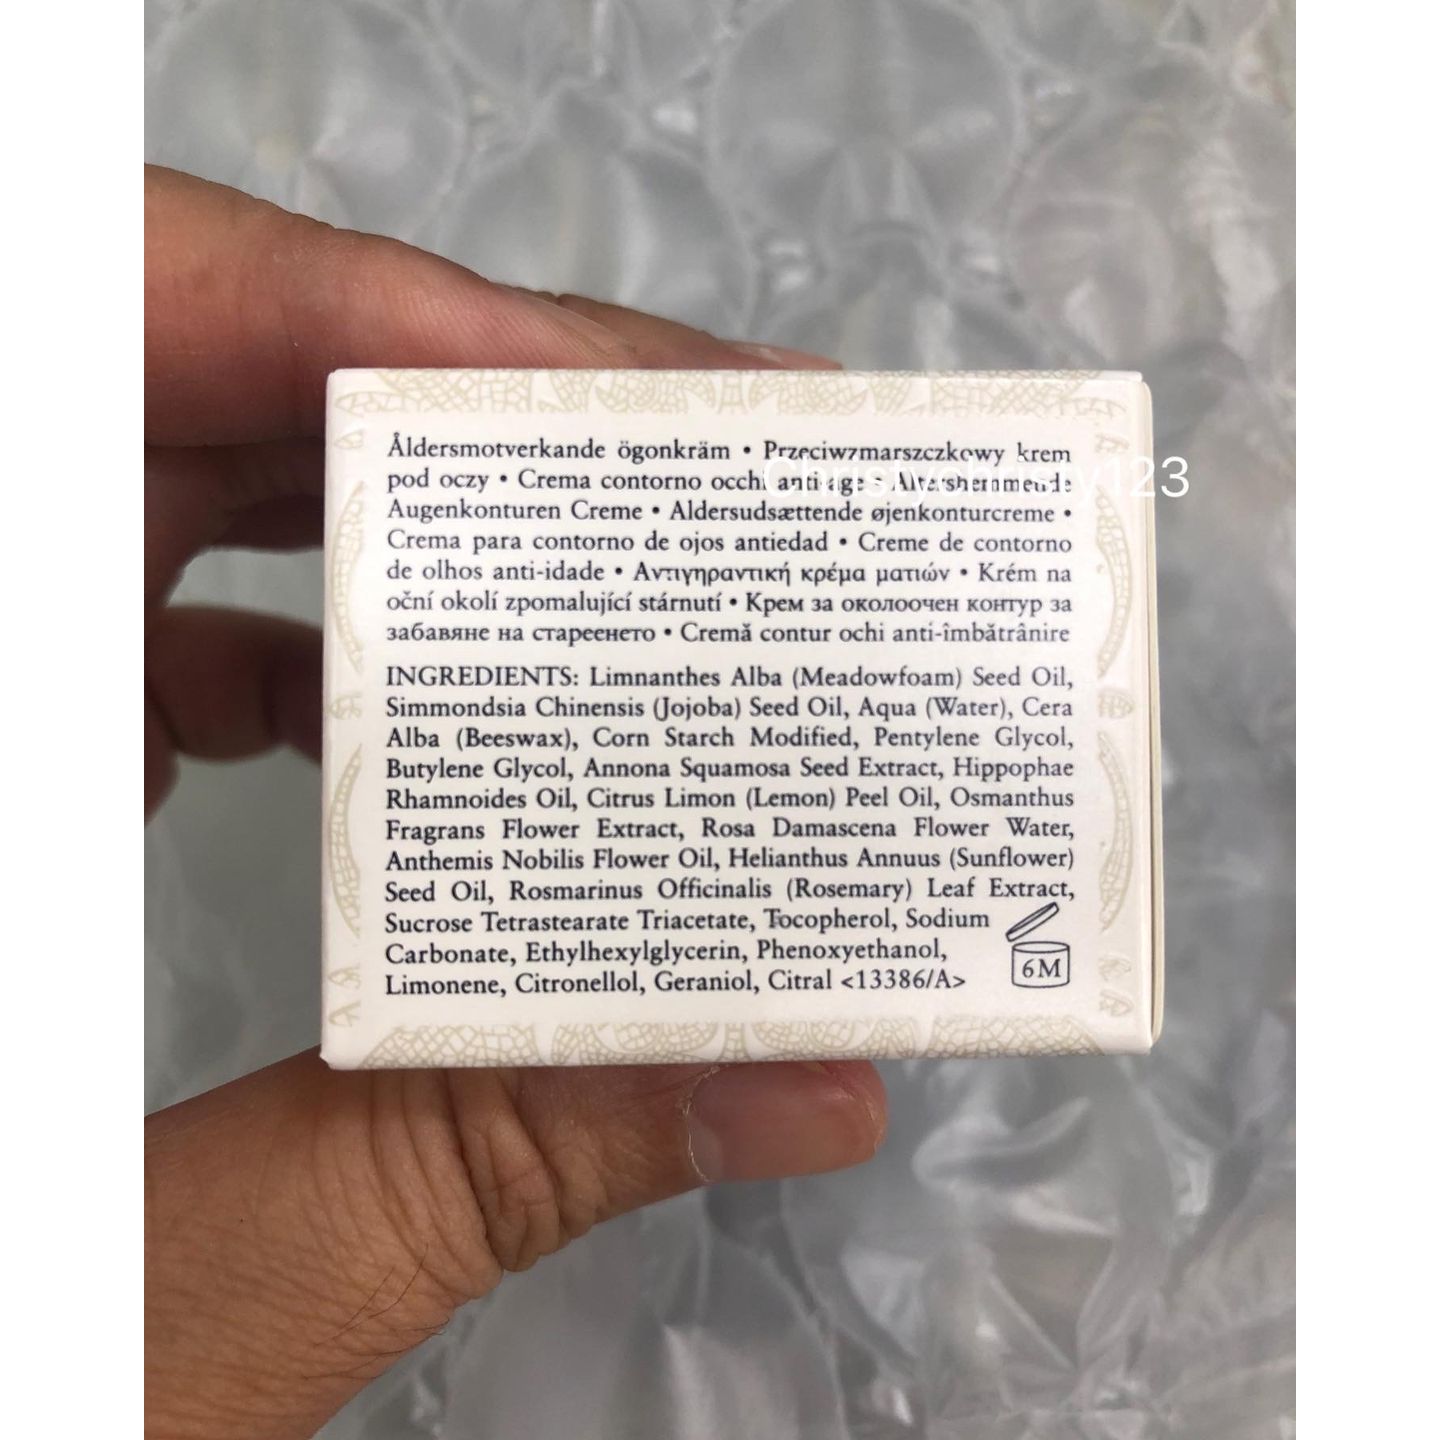 Åldersmotverkande ögonkräm • Przeciwzmarszczkowy krem
pod oczy • Crema contorno occhi anti-age • Altershemmende
Augenkonturen Creme • Aldersudsættende øjenkonturcreme •
Crema para contorno de ojos antiedad • Creme de contorno
de olhos anti-idade • Αντιγηραντική κρέμα ματιών • Krém na
oční okolí zpomalující stárnutí • Крем за околоочен контур за
забавяне на стареенето • Cremă contur ochi anti-îmbătrânire
INGREDIENTS: Limnanthes Alba (Meadowfoam) Seed Oil,
Simmondsia Chinensis (Jojoba) Seed Oil, Aqua (Water), Cera
Alba (Beeswax), Corn Starch Modified, Pentylene Glycol,
Butylene Glycol, Annona Squamosa Seed Extract, Hippophae
Rhamnoides Oil, Citrus Limon (Lemon) Peel Oil, Osmanthus
Fragrans Flower Extract, Rosa Damascena Flower Water,
Anthemis Nobilis Flower Oil, Helianthus Annuus (Sunflower)
Seed Oil, Rosmarinus Officinalis (Rosemary) Leaf Extract,
Sucrose Tetrastearate Triacetate, Tocopherol, Sodium
Carbonate, Ethylhexylglycerin, Phenoxyethanol,
Limonene, Citronellol, Geraniol, Citral <13386/A>
6M
Christychristy123